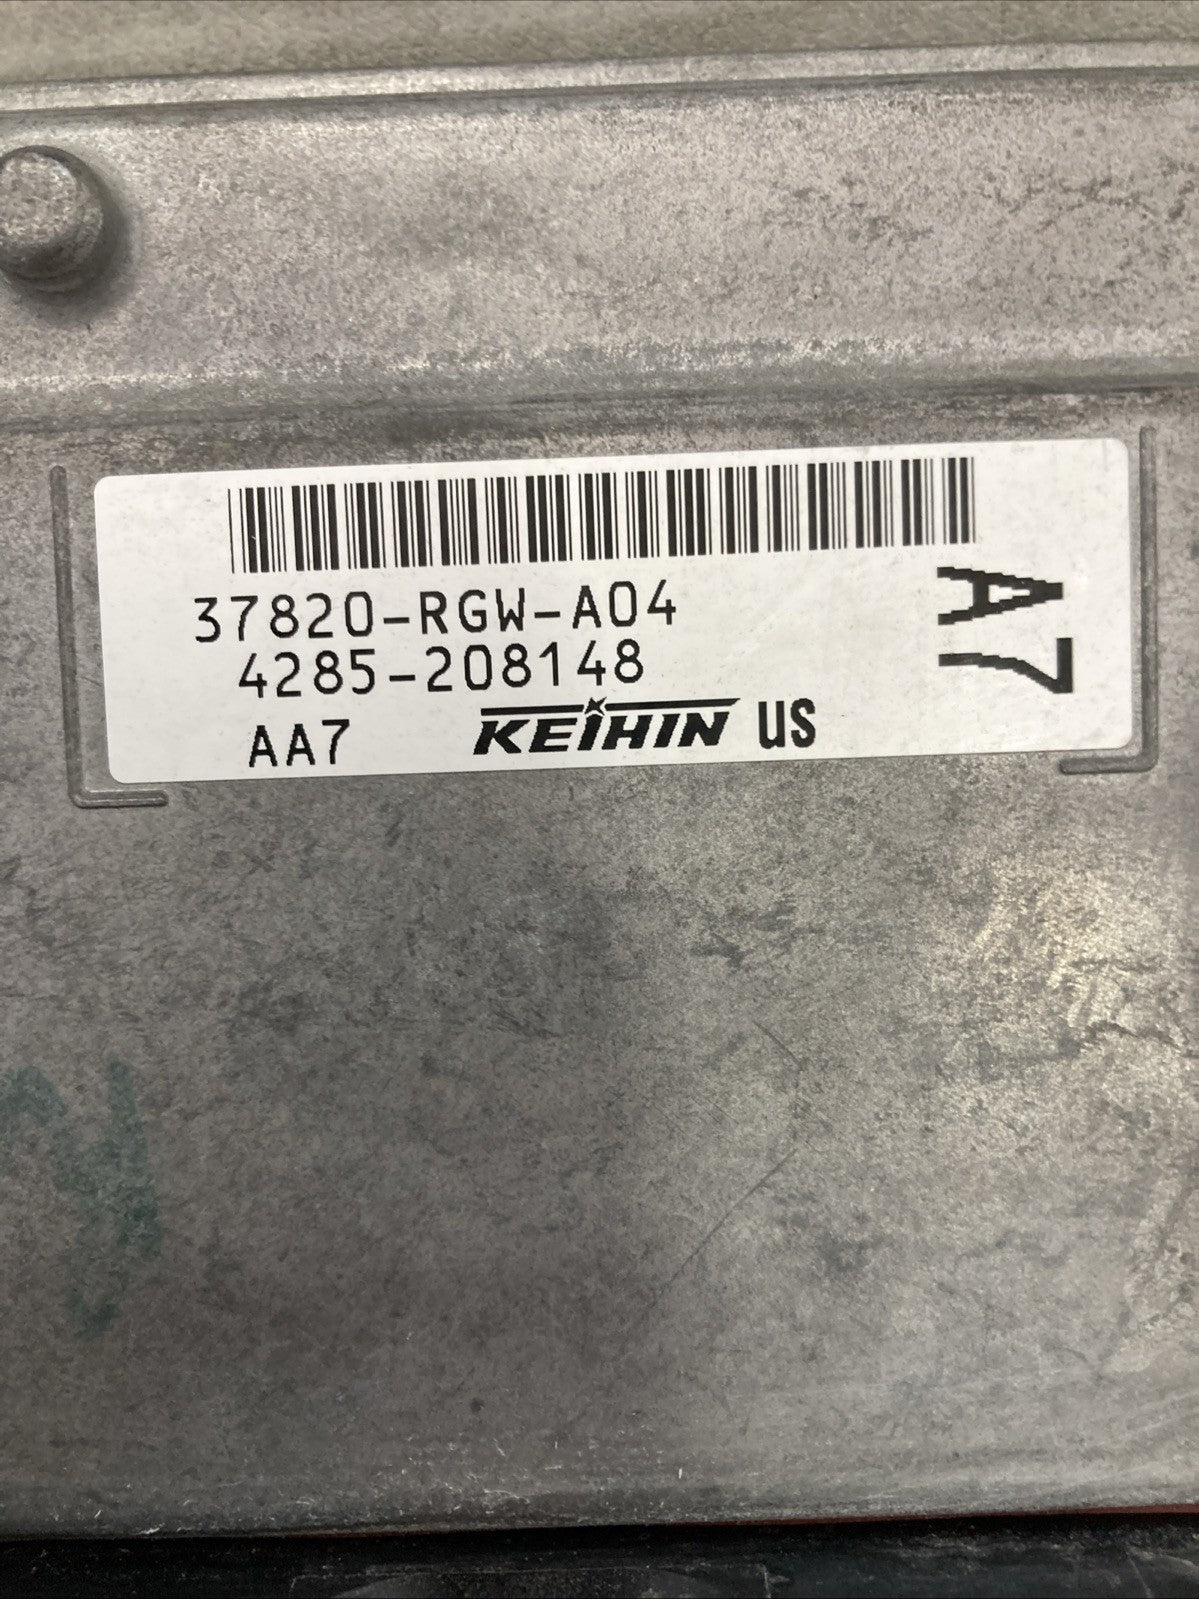 37820-RGW-A04
4285-208148
AA7 KEIHIN US
A7